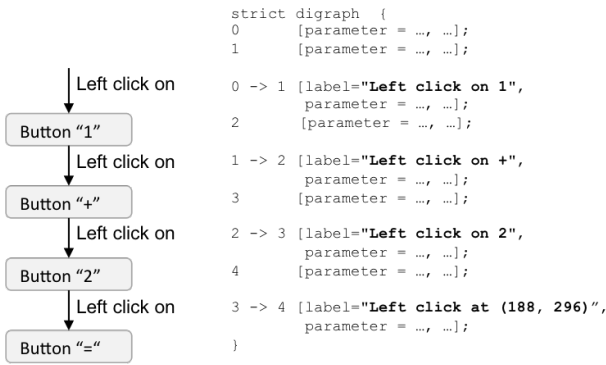 Left click on
Button “1”
Left click on
Button “+”
Left click on
Button “2”
Left click on
Button “=“
strict digraph {
0 [parameter = …, …];
1 [parameter = …, …];
0 -> 1 [label="Left click on 1",
parameter = …, …];
2 [parameter = …, …];
1 -> 2 [label="Left click on +",
parameter = …, …];
3 [parameter = …, …];
2 -> 3 [label="Left click on 2",
parameter = …, …];
4 [parameter = …, …];
3 -> 4 [label="Left click at (188, 296)″,
parameter = …, …];
}